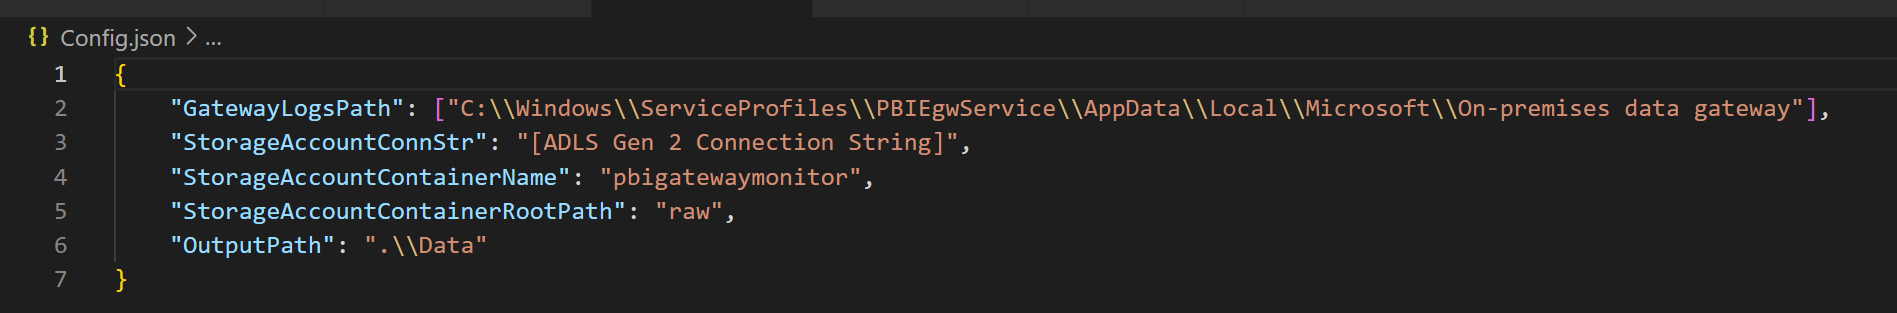 {} Config.json > ...
1 {
2 "GatewayLogsPath": ["C:\\Windows\\ServiceProfiles\\PBIEgwService\\AppData\\Local\\Microsoft\\On-premises data gateway"],
3 "StorageAccountConnStr": "[ADLS Gen 2 Connection String]",
4 "StorageAccountContainerName": "pbigatewaymonitor",
5 "StorageAccountContainerRootPath": "raw",
6 "OutputPath": ".\\Data"
7 }